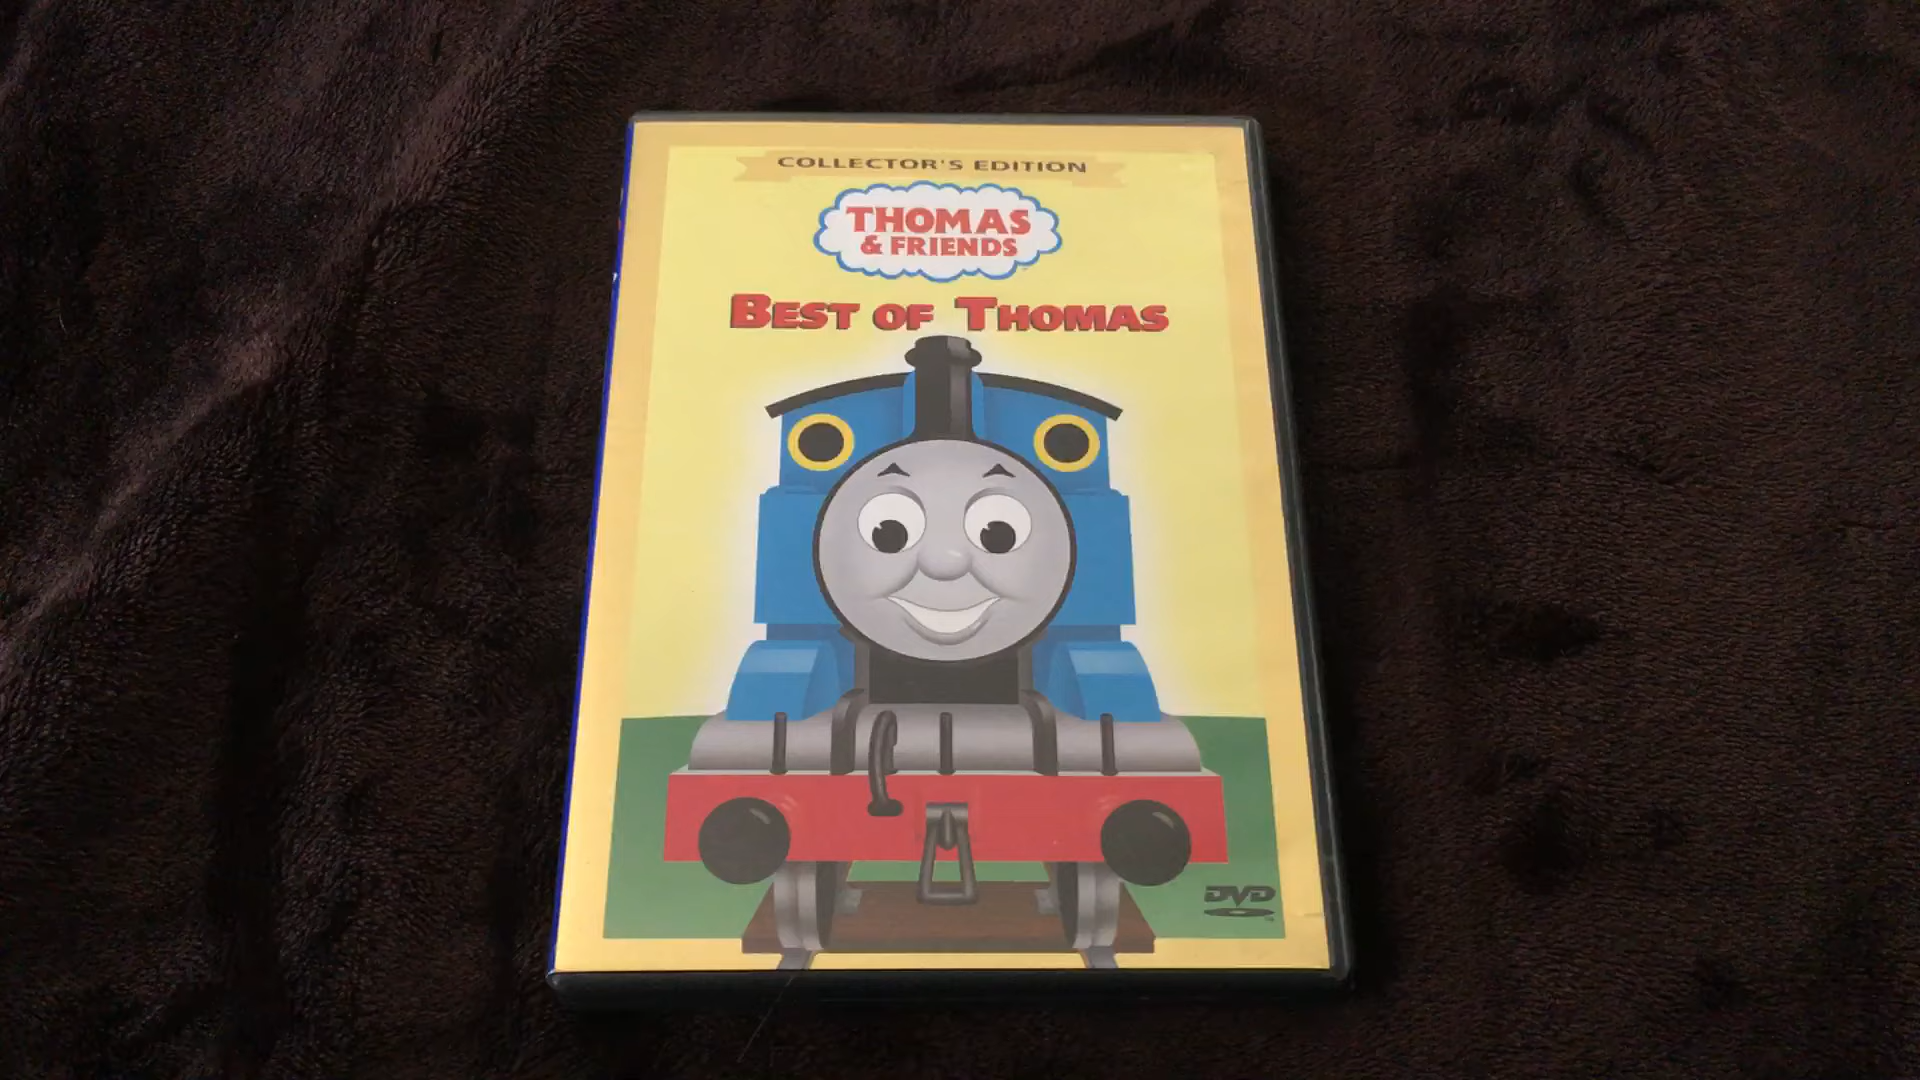 COLLECTOR'S EDITION
THOMAS
& FRIENDS
BEST OF THOMAS
DVD